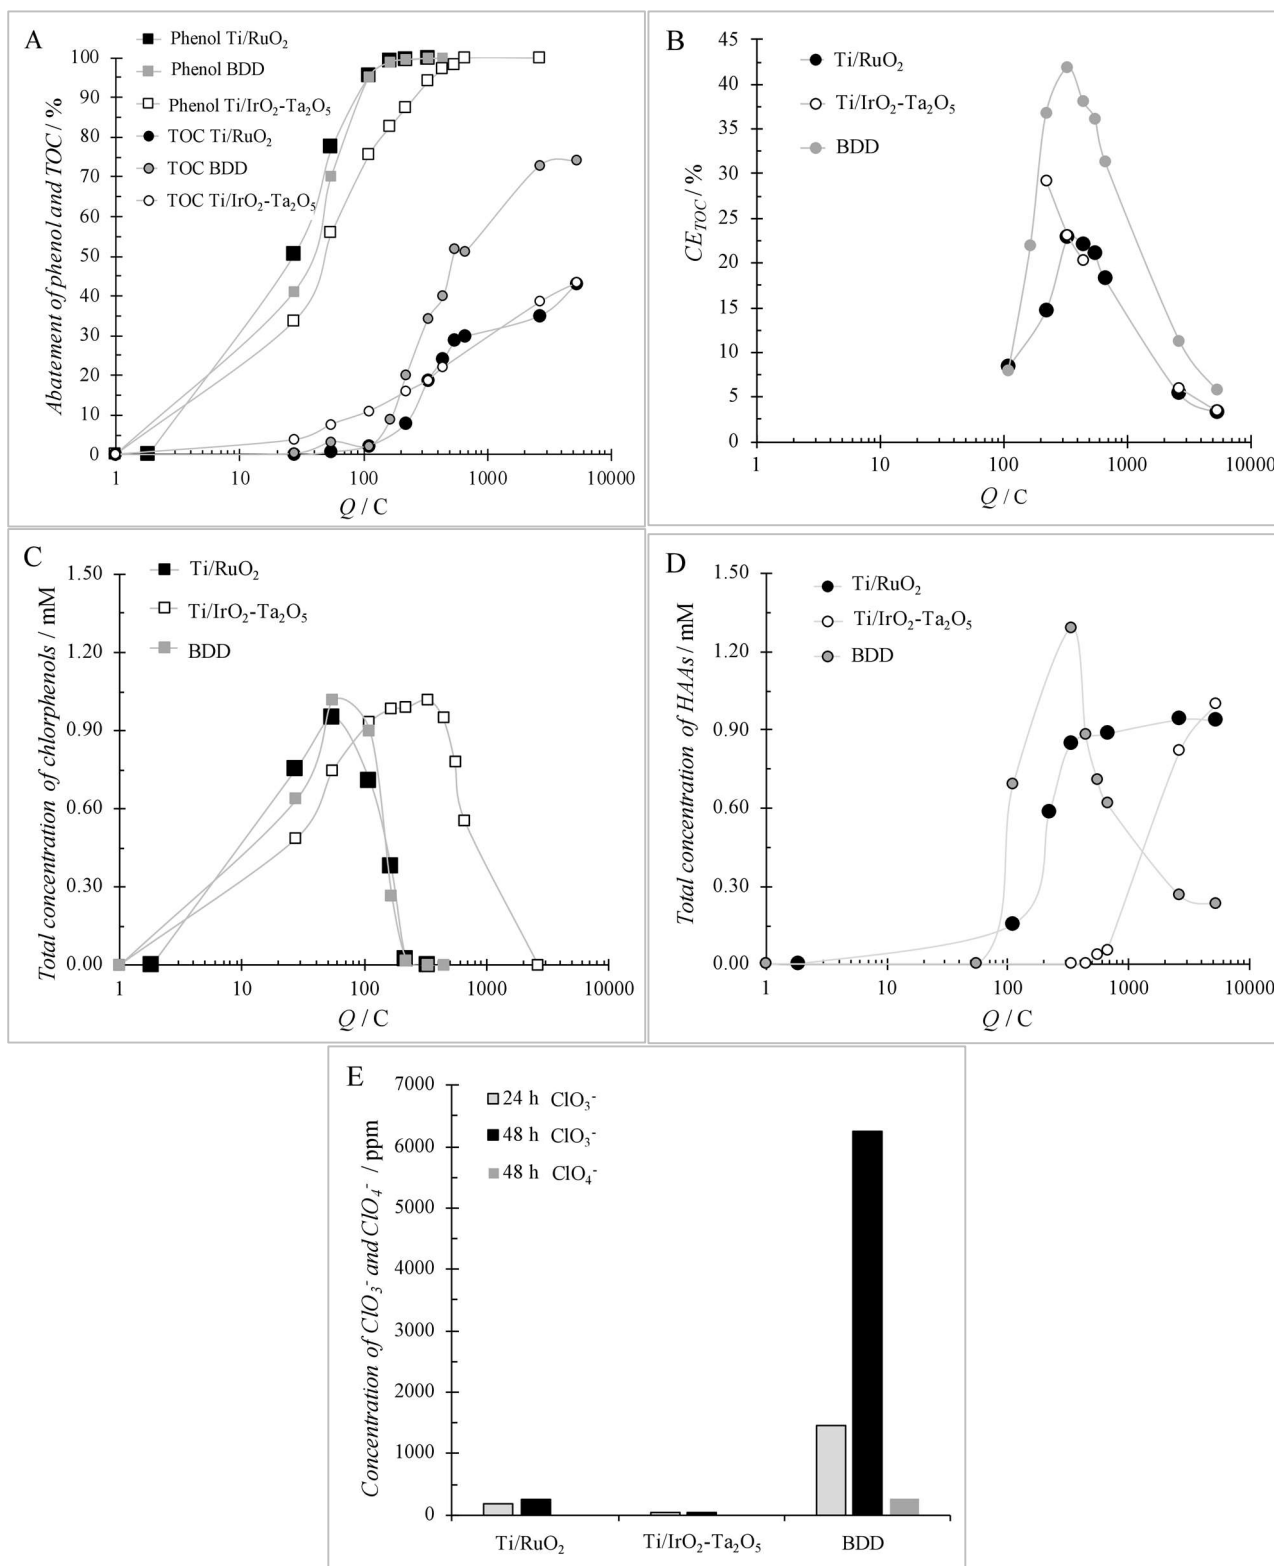 A
Phenol Ti/RuO₂
Phenol BDD
Phenol Ti/IrO₂-Ta₂O₅
TOC Ti/RuO₂
TOC BDD
TOC Ti/IrO₂-Ta₂O₅
Abatement of phenol and TOC / %
100
90
80
70
60
50
40
30
20
10
0
1 10 100 1000 10000
Q / C
B
Ti/RuO₂
Ti/IrO₂-Ta₂O₅
BDD
CE_TOC / %
45
40
35
30
25
20
15
10
5
0
1 10 100 1000 10000
Q / C
C
Ti/RuO₂
Ti/IrO₂-Ta₂O₅
BDD
Total concentration of chlorphenols / mM
1.50
1.20
0.90
0.60
0.30
0.00
1 10 100 1000 10000
Q / C
D
Ti/RuO₂
Ti/IrO₂-Ta₂O₅
BDD
Total concentration of HAAs / mM
1.50
1.20
0.90
0.60
0.30
0.00
1 10 100 1000 10000
Q / C
E
24 h ClO₃⁻
48 h ClO₃⁻
48 h ClO₄⁻
Concentration of ClO₃⁻ and ClO₄⁻ / ppm
7000
6000
5000
4000
3000
2000
1000
0
Ti/RuO₂ Ti/IrO₂-Ta₂O₅ BDD